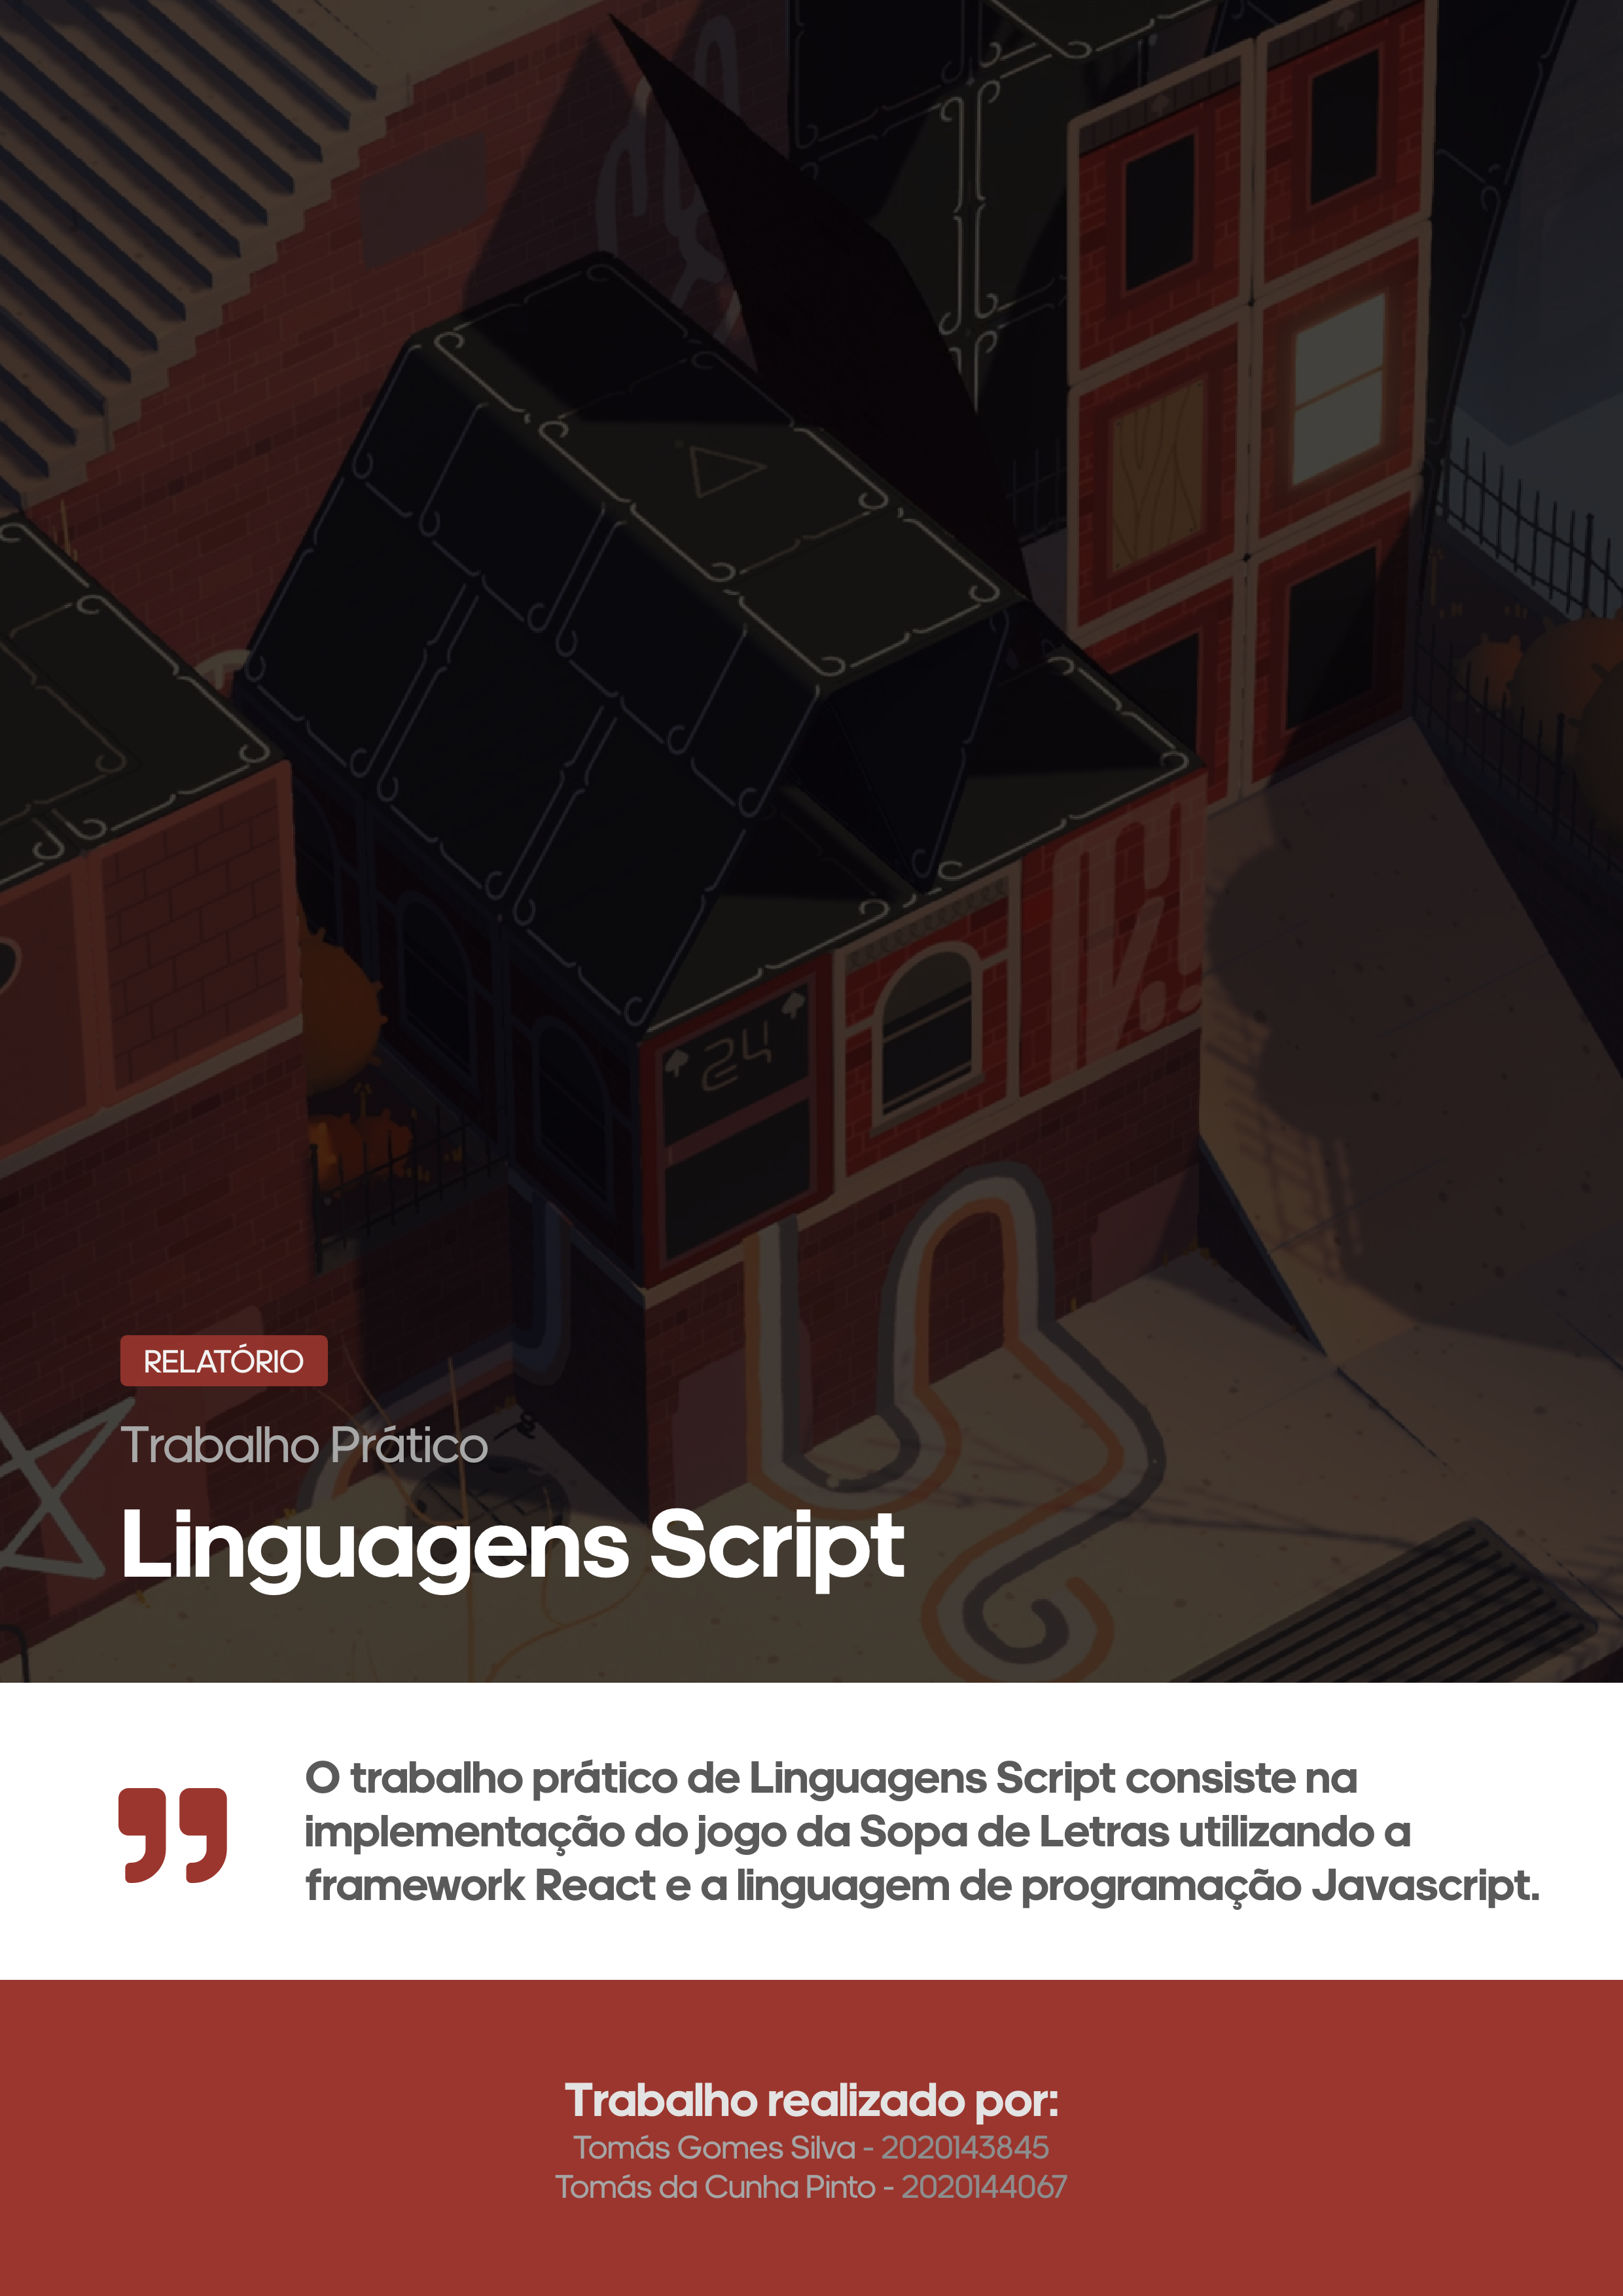 24
RELATÓRIO
Trabalho Prático
Linguagens Script
O trabalho prático de Linguagens Script consiste na
implementação do jogo da Sopa de Letras utilizando a
framework React e a linguagem de programação Javascript.
Trabalho realizado por:
Tomás Gomes Silva - 2020143845
Tomás da Cunha Pinto - 2020144067